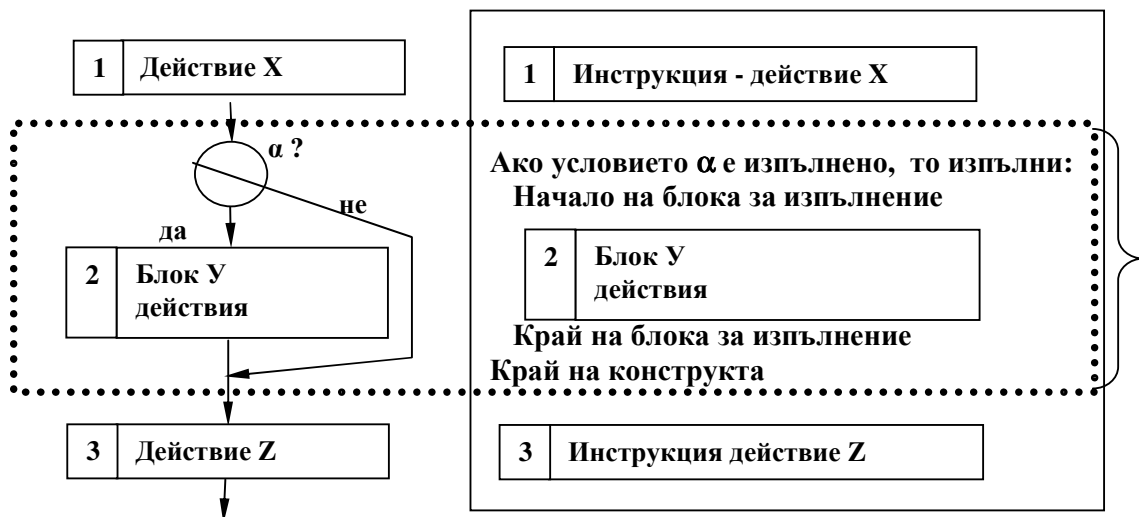 1 Действие X
α ?
не
да
2 Блок У
действия
3 Действие Z
1 Инструкция - действие X
Ако условието α е изпълнено, то изпълни:
Начало на блока за изпълнение
2 Блок У
действия
Край на блока за изпълнение
Край на конструкта
3 Инструкция действие Z